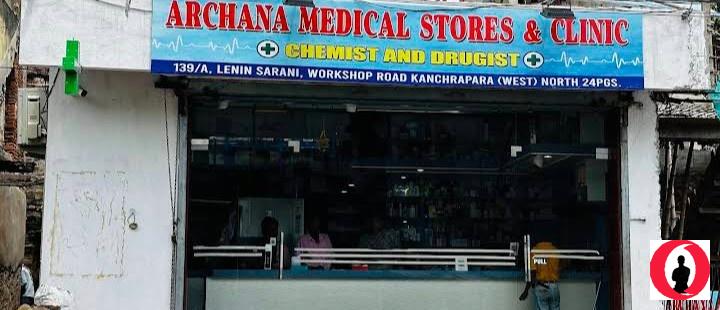 ARCHANA MEDICAL STORES & CLINIC
CHEMIST AND DRUGIST
139/A, LENIN SARANI, WORKSHOP ROAD KANCHRAPARA (WEST) NORTH 24PGS.
PULL